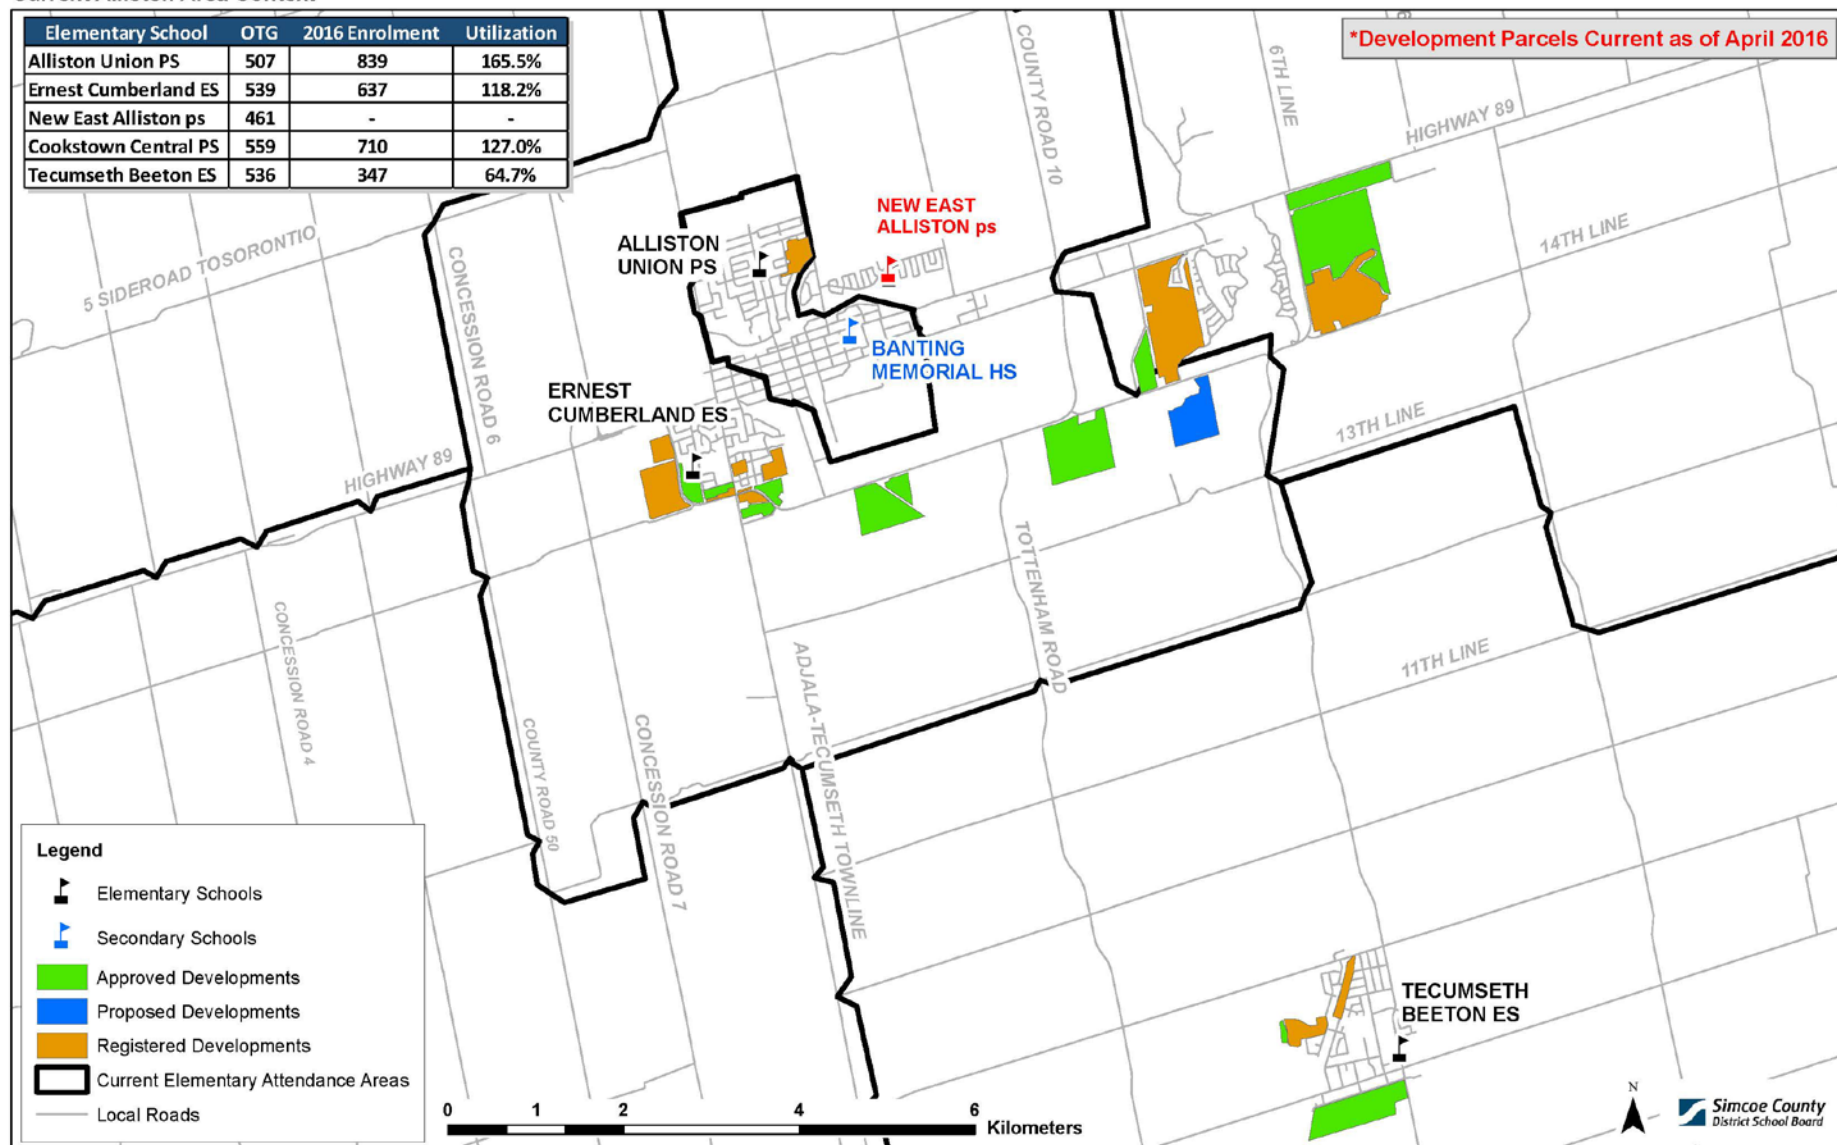 Elementary School OTG 2016 Enrolment Utilization
Alliston Union PS 507 839 165.5%
Ernest Cumberland ES 539 637 118.2%
New East Alliston ps 461 - -
Cookstown Central PS 559 710 127.0%
Tecumseth Beeton ES 536 347 64.7%
*Development Parcels Current as of April 2016
COUNTY ROAD 10
6TH LINE
HIGHWAY 89
14TH LINE
5 SIDEROAD TOSORONTIO
CONCESSION ROAD 6
ALLISTON
UNION PS
NEW EAST
ALLISTON ps
BANTING
MEMORIAL HS
ERNEST
CUMBERLAND ES
HIGHWAY 89
13TH LINE
TOTTENHAM ROAD
11TH LINE
CONCESSION ROAD 4
COUNTY ROAD 50
CONCESSION ROAD 7
ADJALA-TECUMSETH TOWNLINE
TECUMSETH
BEETON ES
Legend
Elementary Schools
Secondary Schools
Approved Developments
Proposed Developments
Registered Developments
Current Elementary Attendance Areas
Local Roads
0 1 2 4 6
Kilometers
N
Simcoe County
District School Board